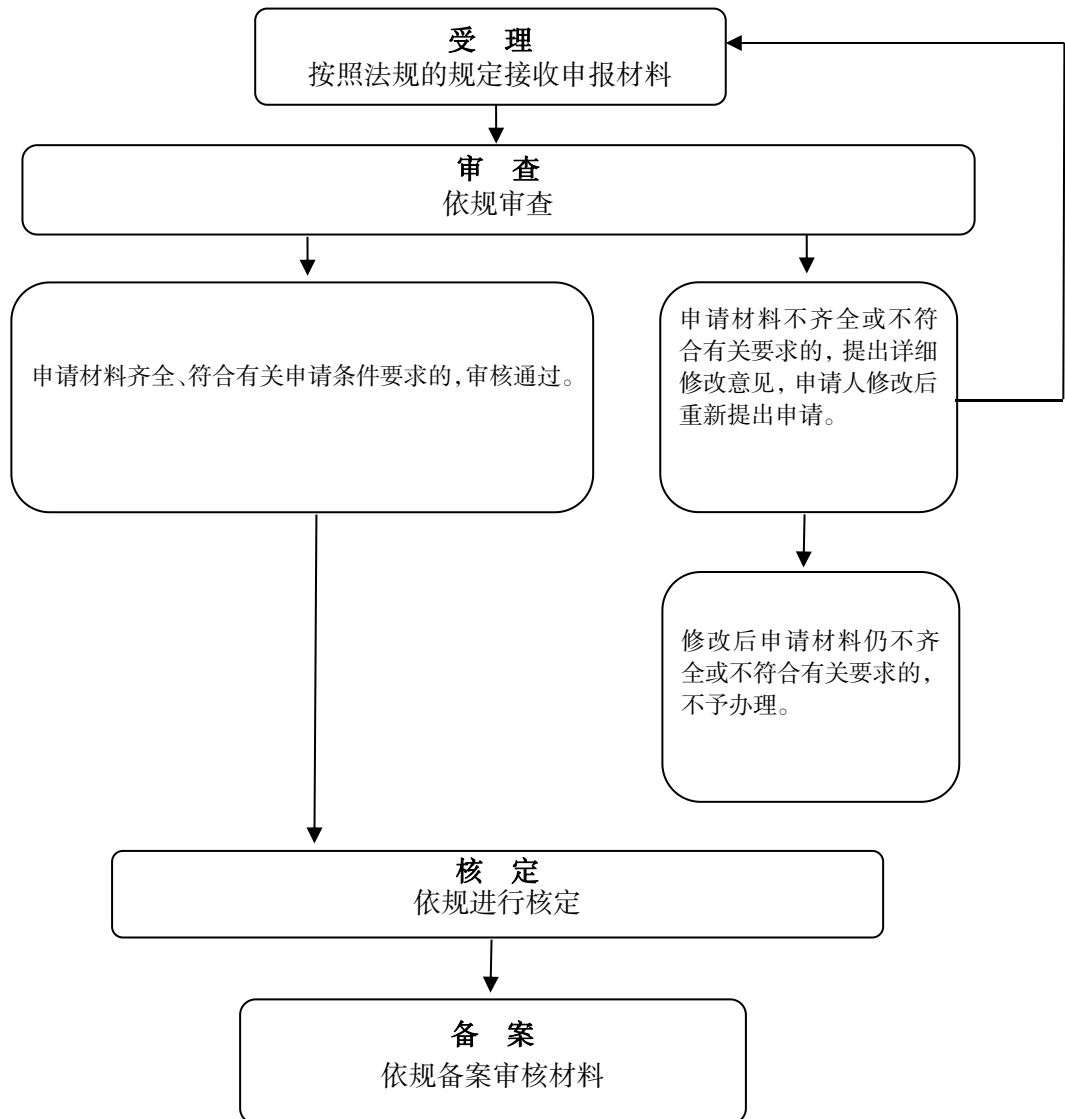 受 理
按照法规的规定接收申报材料
审 查
依规审查
申请材料齐全、符合有关申请条件要求的,审核通过。
申请材料不齐全或不符
合有关要求的,提出详细
修改意见,申请人修改后
重新提出申请。
修改后申请材料仍不齐
全或不符合有关要求的,
不予办理。
核 定
依规进行核定
备 案
依规备案审核材料